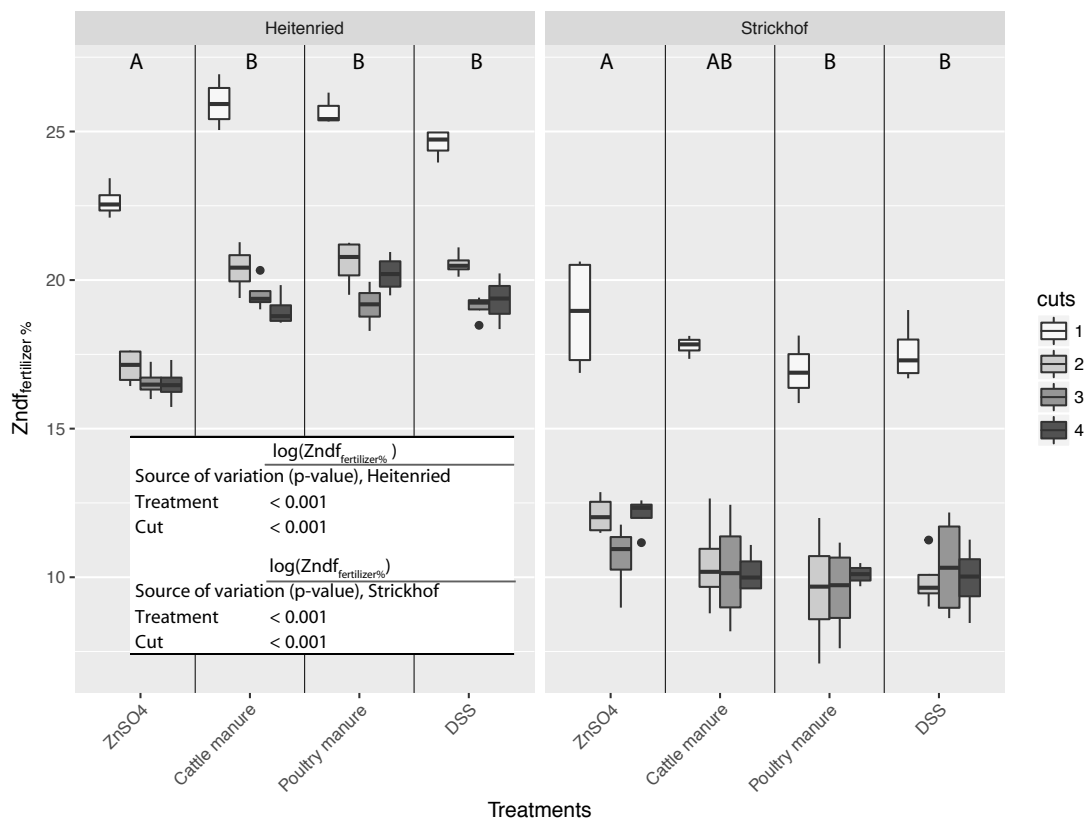 Heitenried
Strickhof
A B B B
A AB B B
25
20
15
10
Zndf fertilizer %
log(Zndf fertilizer% )
Source of variation (p-value), Heitenried
Treatment < 0.001
Cut < 0.001
log(Zndf fertilizer%)
Source of variation (p-value), Strickhof
Treatment < 0.001
Cut < 0.001
ZnSO4
Cattle manure
Poultry manure
DSS
ZnSO4
Cattle manure
Poultry manure
DSS
Treatments
cuts
1
2
3
4